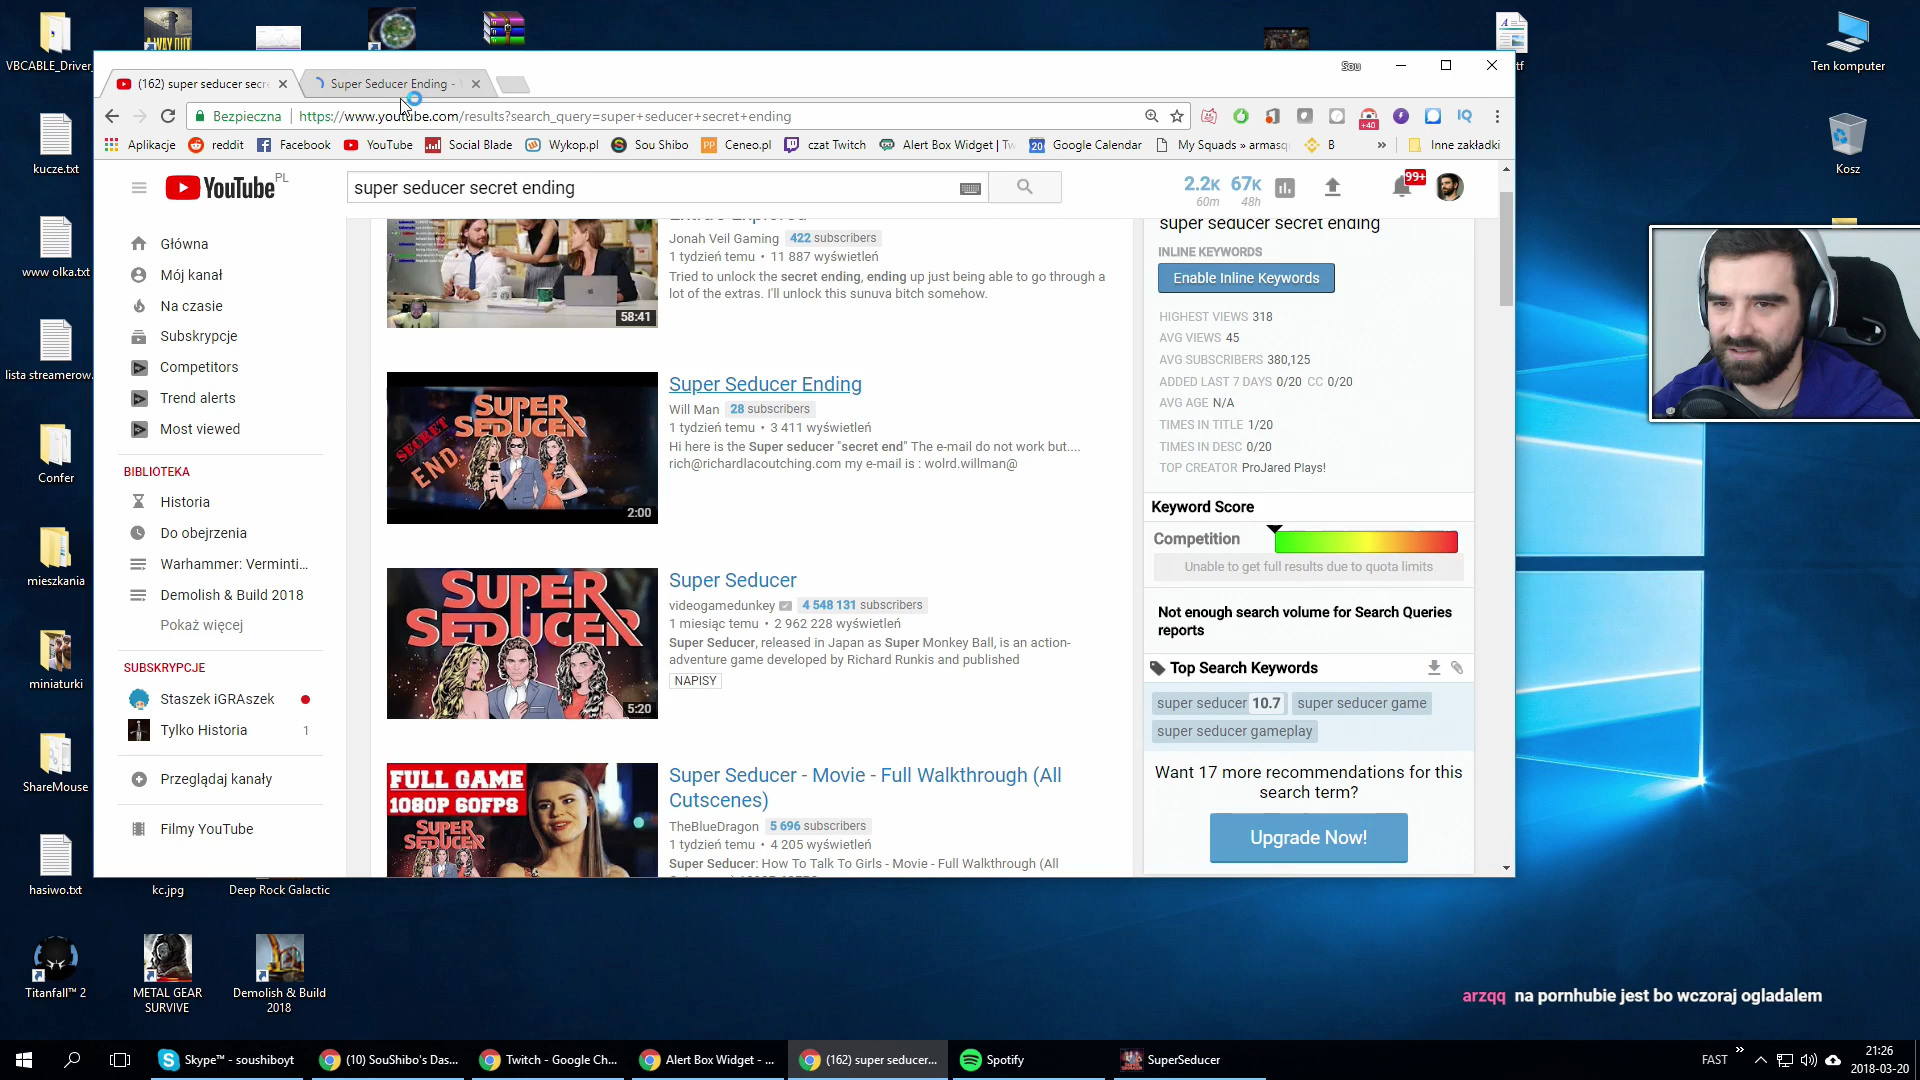 VBCABLE_Driver_
A WAY OUT
tf
Ten komputer
Sou
(162) super seducer secre
Super Seducer Ending -
Bezpieczna
https://www.youtube.com/results?search_query=super+seducer+secret+ending
+40
IQ
Aplikacje
reddit
Facebook
YouTube
Social Blade
Wykop.pl
Sou Shibo
PP
Ceneo.pl
czat Twitch
Alert Box Widget | Tw
20
Google Calendar
My Squads » armasq
B
»
Inne zakładki
kucze.txt
Kosz
YouTube PL
super seducer secret ending
2.2K
60m
67K
48h
99+
Główna
Mój kanał
Na czasie
Subskrypcje
Competitors
Trend alerts
Most viewed
BIBLIOTEKA
Historia
Do obejrzenia
Warhammer: Verminti...
Demolish & Build 2018
Pokaż więcej
SUBSKRYPCJE
Staszek iGRAszek
Tylko Historia
1
Przeglądaj kanały
Filmy YouTube
Extra's Explored
Jonah Veil Gaming 422 subscribers
1 tydzień temu • 11 887 wyświetleń
Tried to unlock the secret ending, ending up just being able to go through a
lot of the extras. I'll unlock this sunuva bitch somehow.
58:41
Super Seducer Ending
Will Man 28 subscribers
1 tydzień temu • 3 411 wyświetleń
Hi here is the Super seducer "secret end" The e-mail do not work but....
rich@richardlacoutching.com my e-mail is : wolrd.willman@
SUPER
SEDUCER
SECRET
END.
2:00
Super Seducer
videogamedunkey 4 548 131 subscribers
1 miesiąc temu • 2 962 228 wyświetleń
Super Seducer, released in Japan as Super Monkey Ball, is an action-
adventure game developed by Richard Runkis and published
NAPISY
SUPER
SEDUCER
5:20
Super Seducer - Movie - Full Walkthrough (All
Cutscenes)
TheBlueDragon 5 696 subscribers
1 tydzień temu • 4 205 wyświetleń
Super Seducer: How To Talk To Girls - Movie - Full Walkthrough (All
FULL GAME
1080P 60FPS
SUPER
SEDUCER
super seducer secret ending
INLINE KEYWORDS
Enable Inline Keywords
HIGHEST VIEWS 318
AVG VIEWS 45
AVG SUBSCRIBERS 380,125
ADDED LAST 7 DAYS 0/20 CC 0/20
AVG AGE N/A
TIMES IN TITLE 1/20
TIMES IN DESC 0/20
TOP CREATOR ProJared Plays!
Keyword Score
Competition
Unable to get full results due to quota limits
Not enough search volume for Search Queries
reports
Top Search Keywords
super seducer 10.7
super seducer game
super seducer gameplay
Want 17 more recommendations for this
search term?
Upgrade Now!
www olka.txt
lista streamerow.
Confer
mieszkania
miniaturki
ShareMouse
hasiwo.txt
kc.jpg
Deep Rock Galactic
Titanfall™ 2
METAL GEAR
SURVIVE
Demolish & Build
2018
arzqq na pornhubie jest bo wczoraj ogladalem
Skype™ - soushiboyt
(10) SouShibo's Das...
Twitch - Google Ch...
Alert Box Widget - ...
(162) super seducer...
Spotify
SuperSeducer
FAST
»
21:26
2018-03-20